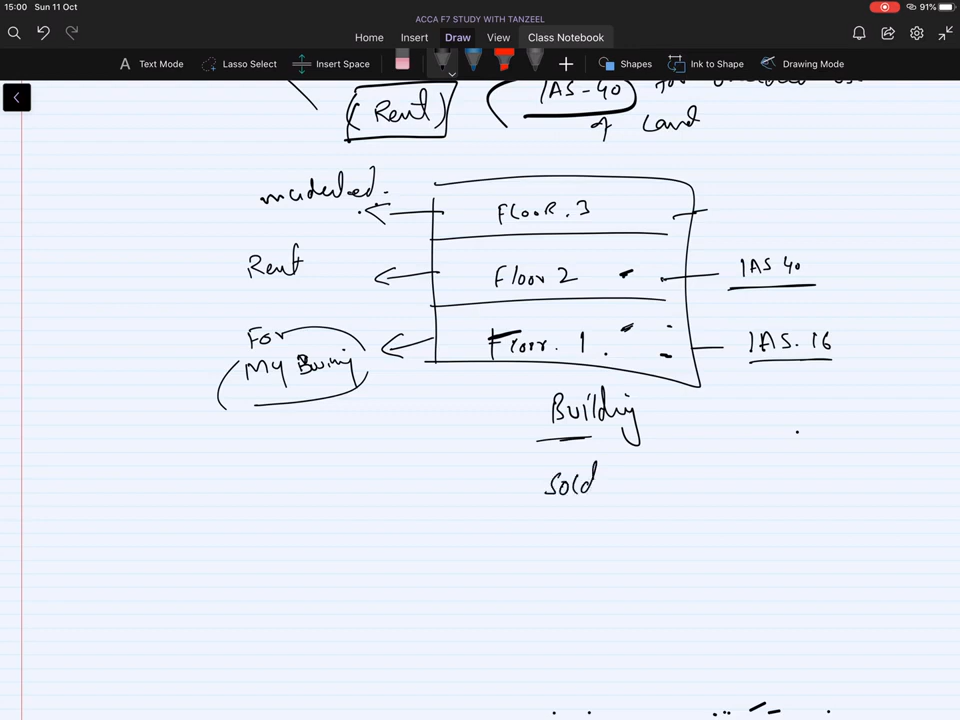 15:00 Sun 11 Oct
91%
ACCA F7 STUDY WITH TANZEEL
Home Insert Draw View Class Notebook
Text Mode Lasso Select Insert Space Shapes Ink to Shape Drawing Mode
(Rent) IAS-40 for
of Land
FLOOR. 3
Rent Floor 2 IAS 40
For Floor. 1 IAS. 16
My
Building
sold